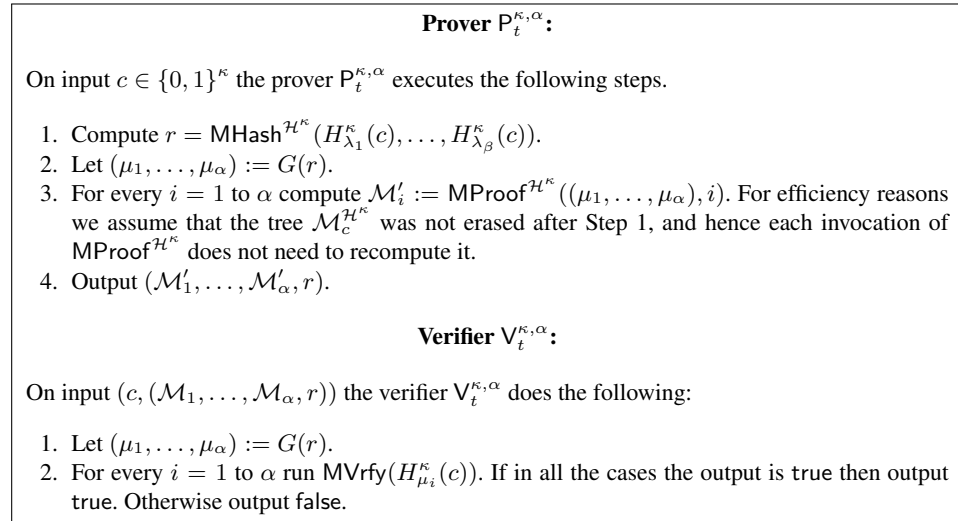 Prover P_t^{κ,α}:
On input c ∈ {0, 1}^κ the prover P_t^{κ,α} executes the following steps.
1. Compute r = MHash^{ℋ^κ}(H^κ_{λ_1}(c), . . . , H^κ_{λ_β}(c)).
2. Let (μ_1, . . . , μ_α) := G(r).
3. For every i = 1 to α compute ℳ′_i := MProof^{ℋ^κ}((μ_1, . . . , μ_α), i). For efficiency reasons
we assume that the tree ℳ_c^{ℋ^κ} was not erased after Step 1, and hence each invocation of
MProof^{ℋ^κ} does not need to recompute it.
4. Output (ℳ′_1, . . . , ℳ′_α, r).
Verifier V_t^{κ,α}:
On input (c, (ℳ_1, . . . , ℳ_α, r)) the verifier V_t^{κ,α} does the following:
1. Let (μ_1, . . . , μ_α) := G(r).
2. For every i = 1 to α run MVrfy(H^κ_{μ_i}(c)). If in all the cases the output is true then output
true. Otherwise output false.